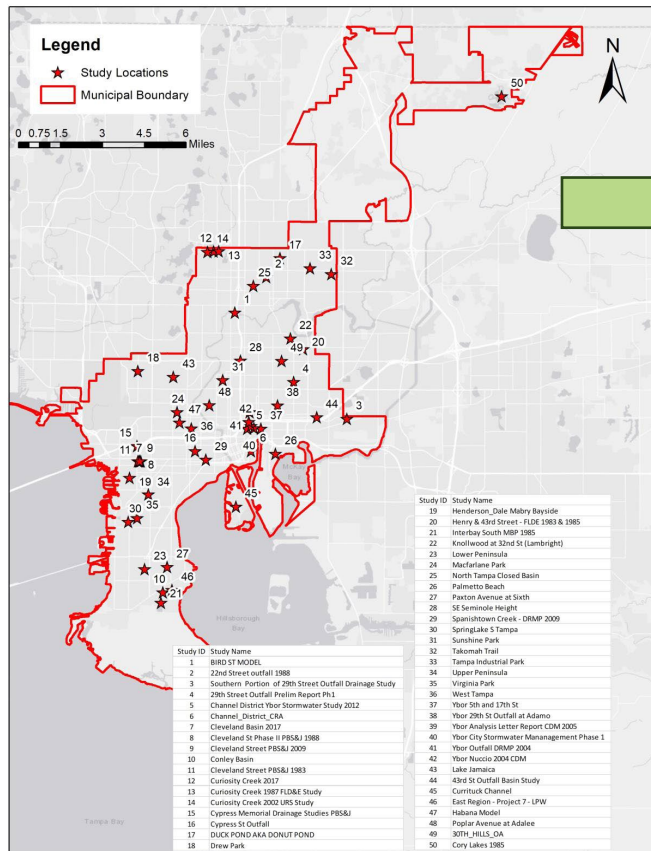 Legend
Study Locations
Municipal Boundary
0 0.75 1.5 3 4.5 6
Miles
N
50
12 14
13
17
2
33
32
25
1
22
20
28
49
31
4
18
43
38
48
24
47
42
37
44
3
36
5
41
6
15
16
40
26
11 7 9
8
29
McKay
Bay
19
34
45
35
30
23
27
10
46
21
Hillsborough
Bay
Tampa Bay
Study ID Study Name
1 BIRD ST MODEL
2 22nd Street Outfall 1988
3 Southern Portion of 29th Street Outfall Drainage Study
4 29th Street Outfall Prelim Report Ph1
5 Channel District Ybor Stormwater Study 2012
6 Channel_District_CRA
7 Cleveland Basin 2017
8 Cleveland St Phase II PBS&J 1988
9 Cleveland Street PBS&J 2009
10 Conley Basin
11 Cleveland Street PBS&J 1983
12 Curiosity Creek 2017
13 Curiosity Creek 1987 FLD&E Study
14 Curiosity Creek 2002 URS Study
15 Cypress Memorial Drainage Studies PBS&J
16 Cypress St Outfall
17 DUCK POND AKA DONUT POND
18 Drew Park
Study ID Study Name
19 Henderson_Dale Mabry Bayside
20 Henry & 43rd Street - FLDE 1983 & 1985
21 Interbay South MBP 1985
22 Knollwood at 32nd St (Lambright)
23 Lower Peninsula
24 Macfarlane Park
25 North Tampa Closed Basin
26 Palmetto Beach
27 Paxton Avenue at Sixth
28 SE Seminole Height
29 Spanishtown Creek - DRMP 2009
30 SpringLake S Tampa
31 Sunshine Park
32 Takomah Trail
33 Tampa Industrial Park
34 Upper Peninsula
35 Virginia Park
36 West Tampa
37 Ybor 5th and 17th St
38 Ybor 29th St Outfall at Adamo
39 Ybor Analysis Letter Report CDM 2005
40 Ybor City Stormwater Mananagement Phase 1
41 Ybor Outfall DRMP 2004
42 Ybor Nuccio 2004 CDM
43 Lake Jamaica
44 43rd St Outfall Basin Study
45 Currituck Channel
46 East Region - Project 7 - LPW
47 Habana Model
48 Poplar Avenue at Adalee
49 30TH_HILLS_OA
50 Cory Lakes 1985